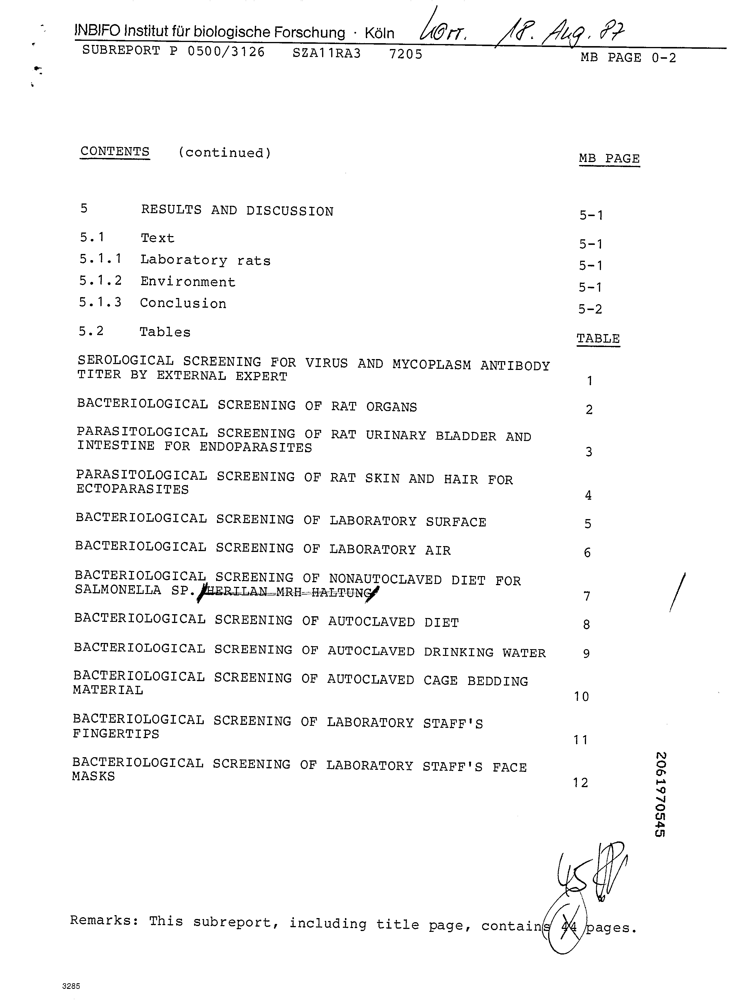 INBIFO Institut für biologische Forschung · Köln 18. Aug. 87
SUBREPORT P 0500/3126 SZA11RA3 7205
MB PAGE 0-2
CONTENTS (continued)
MB PAGE
5 RESULTS AND DISCUSSION 5-1
5.1 Text 5-1
5.1.1 Laboratory rats 5-1
5.1.2 Environment 5-1
5.1.3 Conclusion 5-2
5.2 Tables TABLE
SEROLOGICAL SCREENING FOR VIRUS AND MYCOPLASM ANTIBODY
TITER BY EXTERNAL EXPERT 1
BACTERIOLOGICAL SCREENING OF RAT ORGANS 2
PARASITOLOGICAL SCREENING OF RAT URINARY BLADDER AND
INTESTINE FOR ENDOPARASITES 3
PARASITOLOGICAL SCREENING OF RAT SKIN AND HAIR FOR
ECTOPARASITES 4
BACTERIOLOGICAL SCREENING OF LABORATORY SURFACE 5
BACTERIOLOGICAL SCREENING OF LABORATORY AIR 6
BACTERIOLOGICAL SCREENING OF NONAUTOCLAVED DIET FOR
SALMONELLA SP. HERILAN MRH-HALTUNG 7
BACTERIOLOGICAL SCREENING OF AUTOCLAVED DIET 8
BACTERIOLOGICAL SCREENING OF AUTOCLAVED DRINKING WATER 9
BACTERIOLOGICAL SCREENING OF AUTOCLAVED CAGE BEDDING
MATERIAL 10
BACTERIOLOGICAL SCREENING OF LABORATORY STAFF'S
FINGERTIPS 11
BACTERIOLOGICAL SCREENING OF LABORATORY STAFF'S FACE
MASKS 12
2061970545
45
Remarks: This subreport, including title page, contains 44 pages.
3285